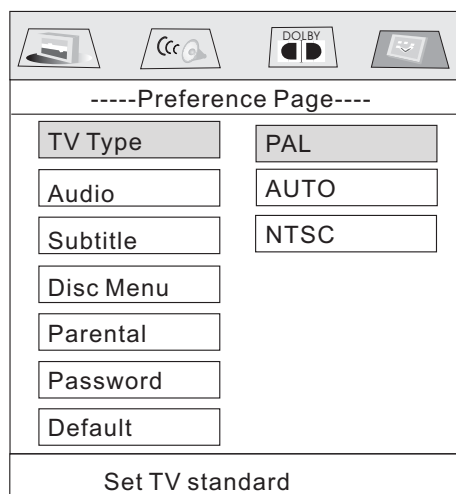 DOLBY
-----Preference Page----
TV Type
PAL
Audio
AUTO
Subtitle
NTSC
Disc Menu
Parental
Password
Default
Set TV standard